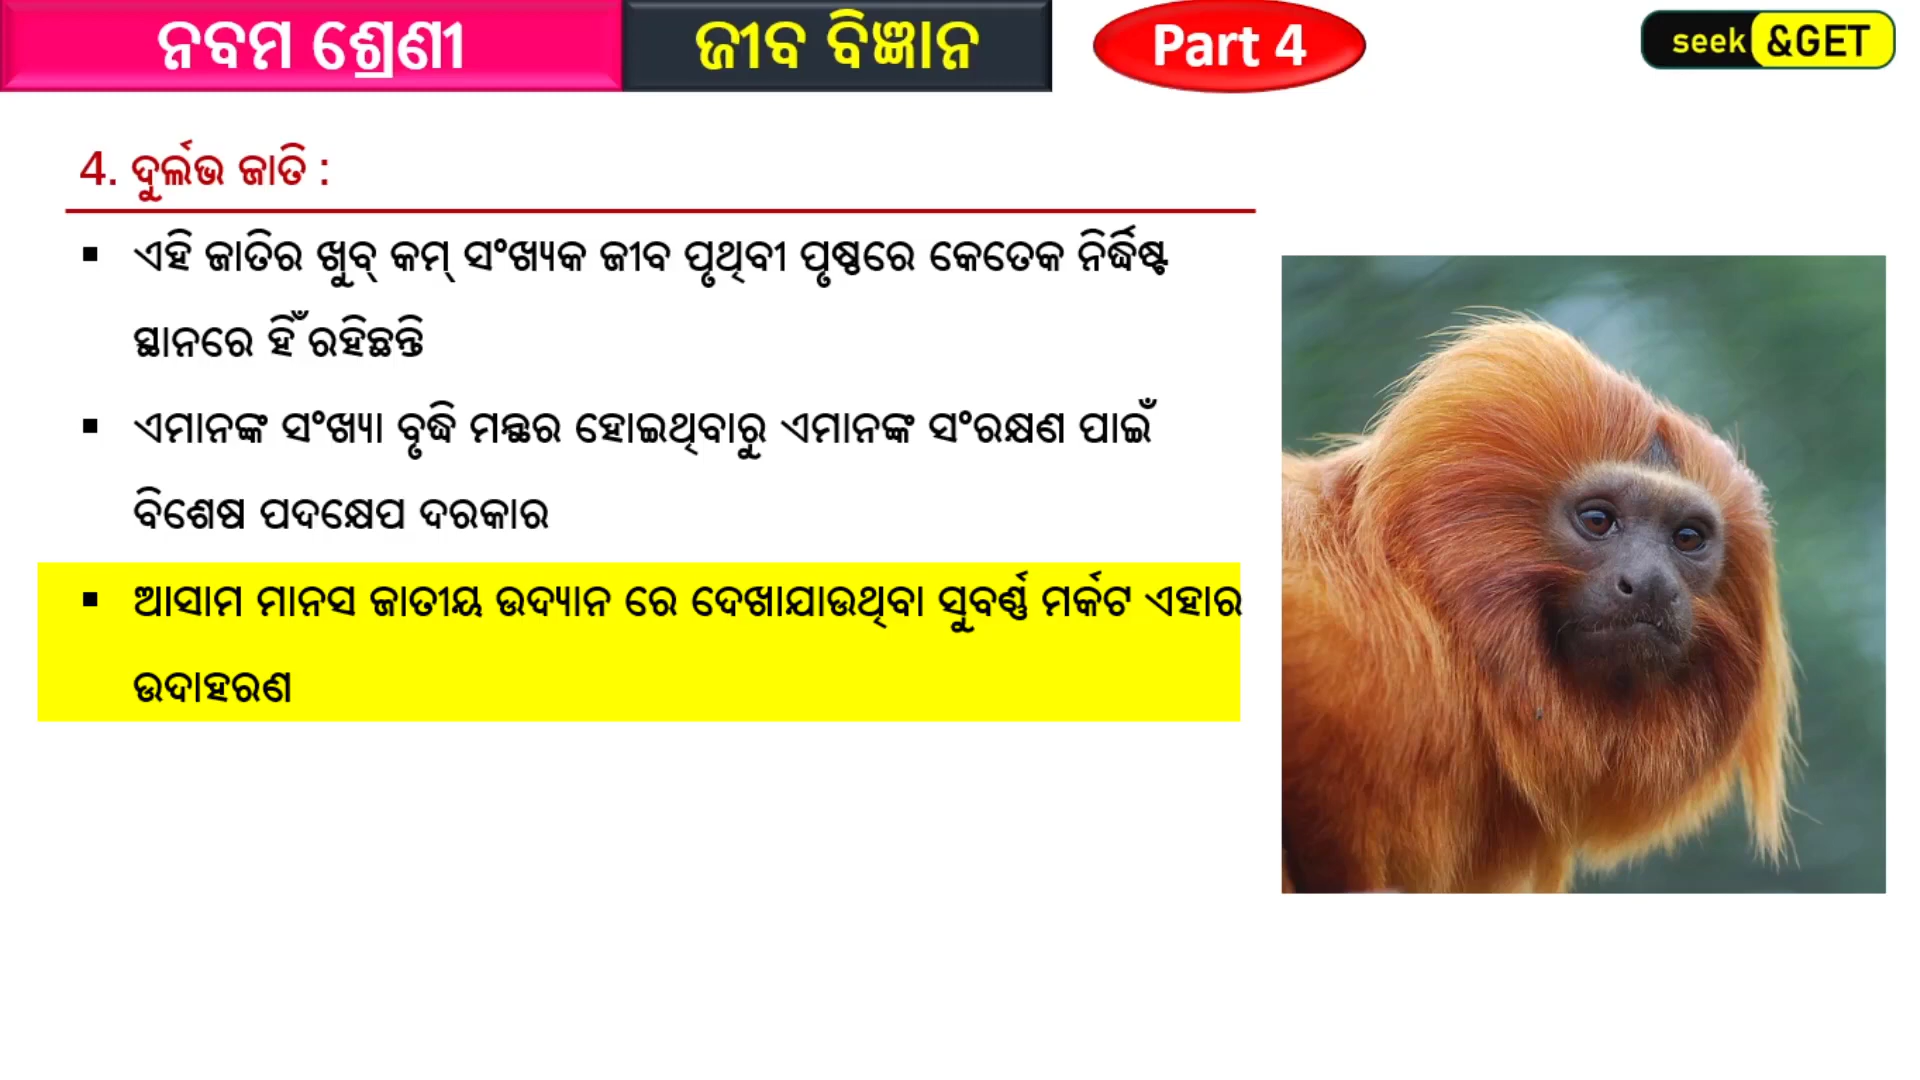 ନବମ ଶ୍ରେଣୀ
ଜୀବ ବିଜ୍ଞାନ
Part 4
seek &GET
4. ଦୁର୍ଲଭ ଜାତି :
▪ ଏହି ଜାତିର ଖୁବ୍ କମ୍ ସଂଖ୍ୟକ ଜୀବ ପୃଥିବୀ ପୃଷ୍ଠରେ କେତେକ ନିର୍ଦ୍ଧିଷ୍ଟ
ସ୍ଥାନରେ ହିଁ ରହିଛନ୍ତି
▪ ଏମାନଙ୍କ ସଂଖ୍ୟା ବୃଦ୍ଧି ମନ୍ଥର ହୋଇଥିବାରୁ ଏମାନଙ୍କ ସଂରକ୍ଷଣ ପାଇଁ
ବିଶେଷ ପଦକ୍ଷେପ ଦରକାର
▪ ଆସାମ ମାନସ ଜାତୀୟ ଉଦ୍ୟାନ ରେ ଦେଖାଯାଉଥିବା ସୁବର୍ଣ୍ଣ ମର୍କଟ ଏହାର
ଉଦାହରଣ